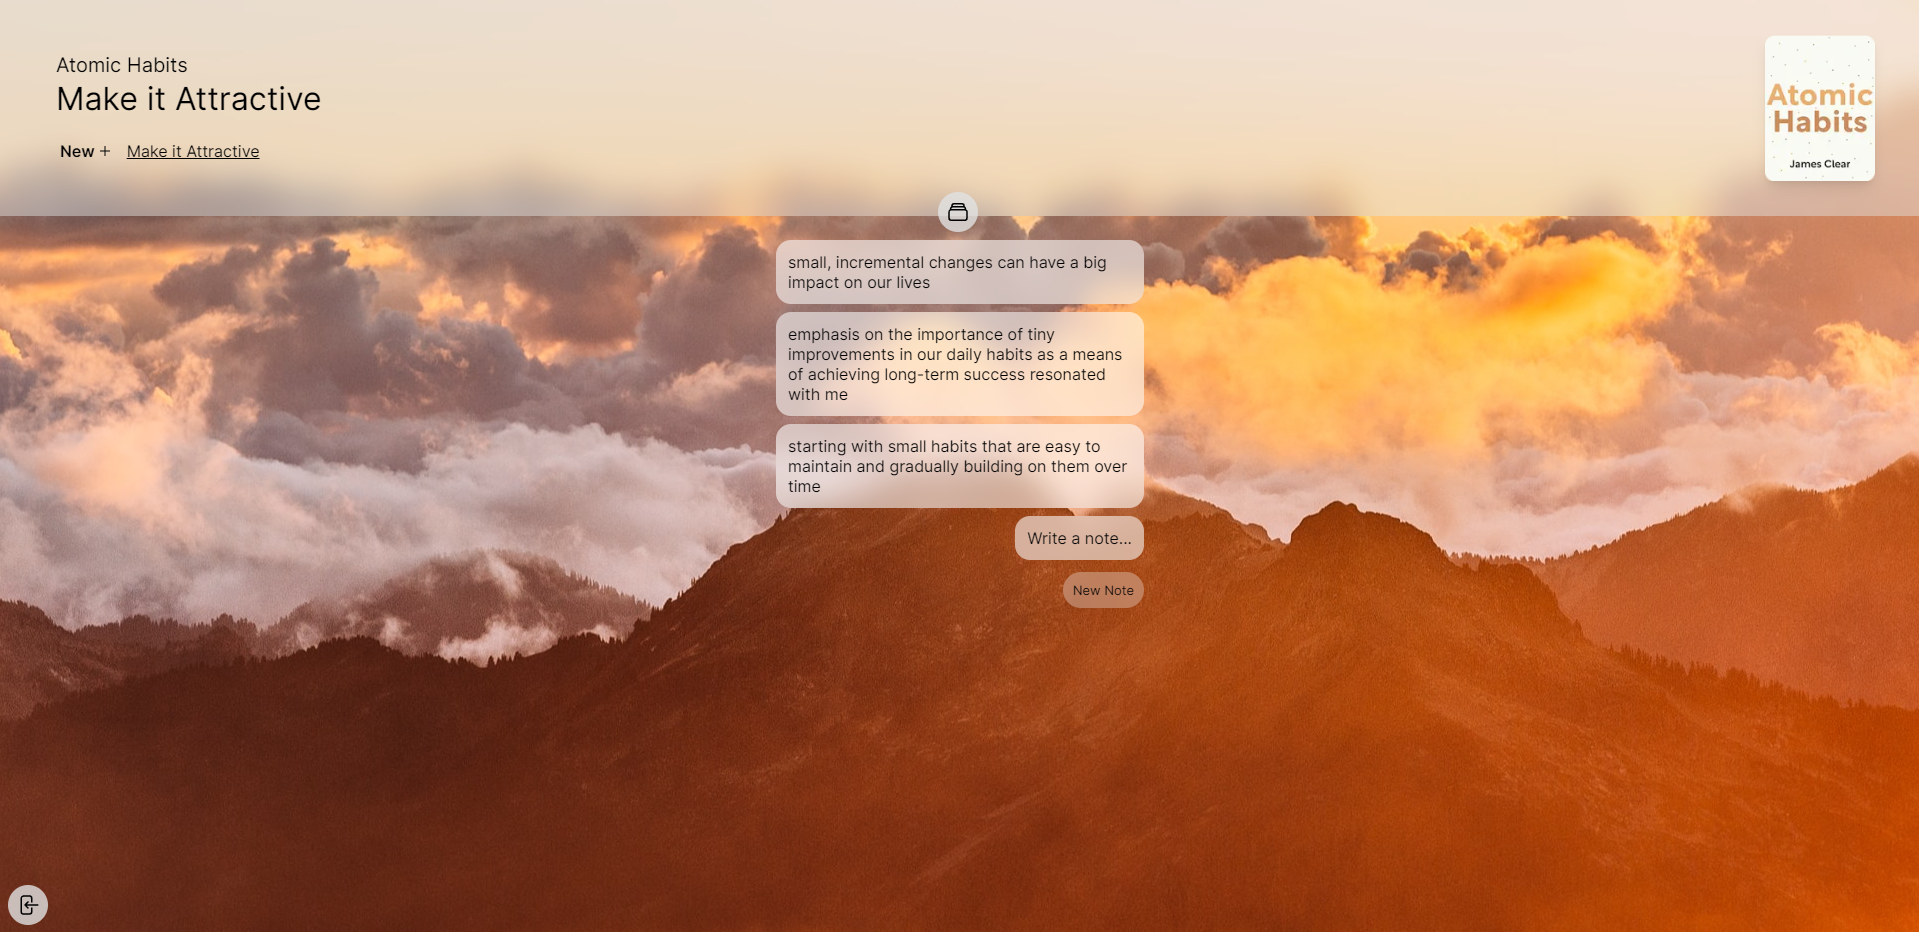 Atomic Habits
Make it Attractive
New +
Make it Attractive
Atomic
Habits
James Clear
small, incremental changes can have a big
impact on our lives
emphasis on the importance of tiny
improvements in our daily habits as a means
of achieving long-term success resonated
with me
starting with small habits that are easy to
maintain and gradually building on them over
time
Write a note...
New Note